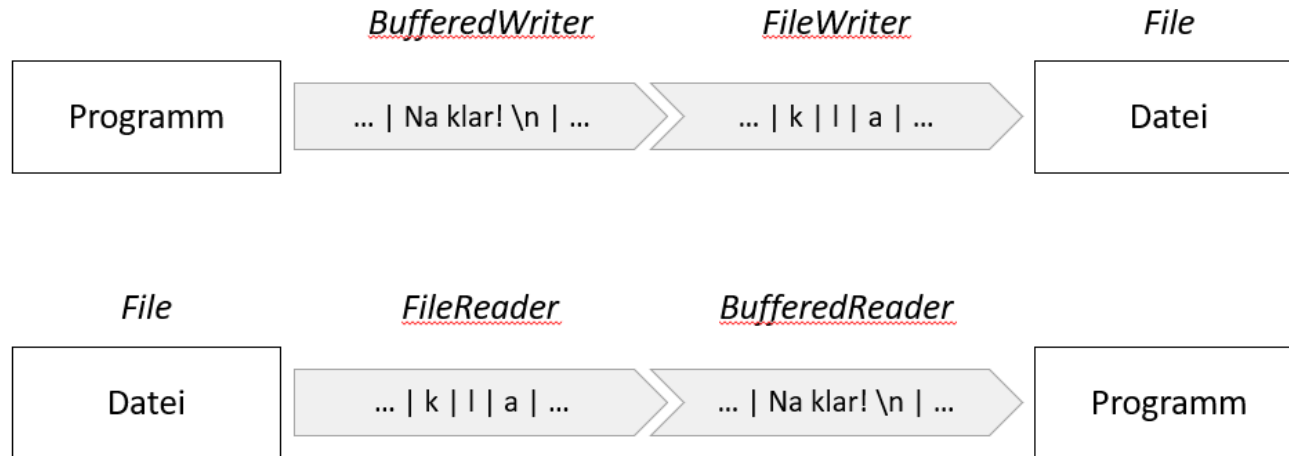 BufferedWriter FileWriter File
Programm ... | Na klar! \n | ... ... | k | l | a | ... Datei
File FileReader BufferedReader
Datei ... | k | l | a | ... ... | Na klar! \n | ... Programm